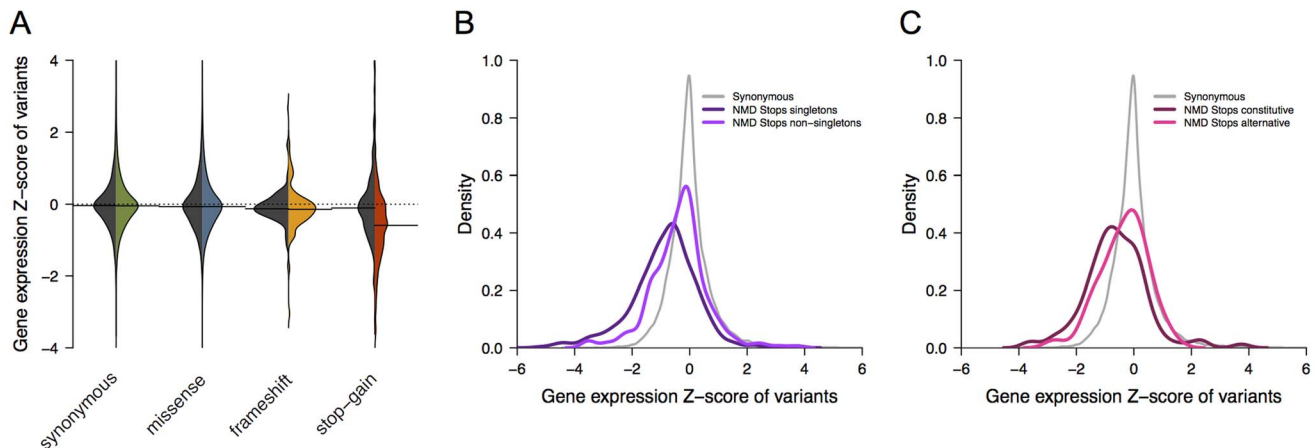 A
Gene expression Z-score of variants
4
2
0
−2
−4
synonymous
missense
frameshift
stop-gain
B
Density
1.0
0.8
0.6
0.4
0.2
0.0
Synonymous
NMD Stops singletons
NMD Stops non-singletons
−6 −4 −2 0 2 4 6
Gene expression Z-score of variants
C
Density
1.0
0.8
0.6
0.4
0.2
0.0
Synonymous
NMD Stops constitutive
NMD Stops alternative
−6 −4 −2 0 2 4 6
Gene expression Z-score of variants